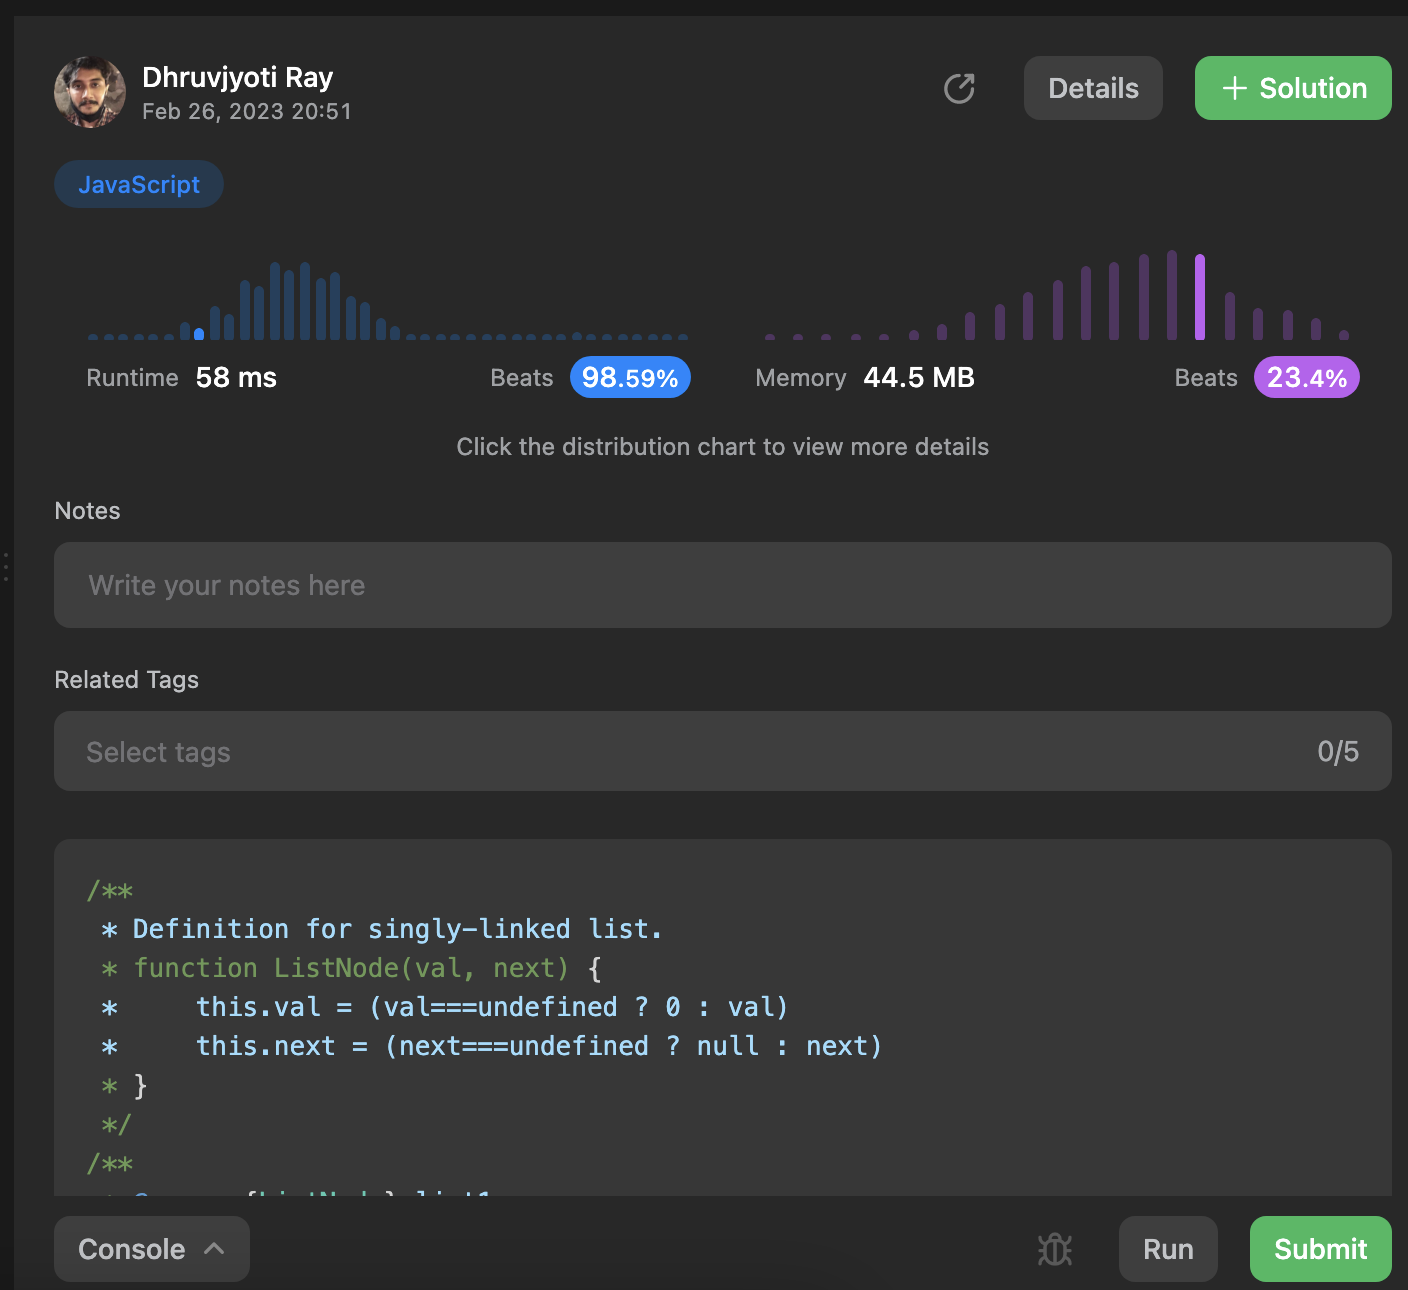 Dhruvjyoti Ray
Feb 26, 2023 20:51
Details
+ Solution
JavaScript
Runtime 58 ms
Beats 98.59%
Memory 44.5 MB
Beats 23.4%
Click the distribution chart to view more details
Notes
Write your notes here
Related Tags
Select tags
0/5
/**
 * Definition for singly-linked list.
 * function ListNode(val, next) {
 *     this.val = (val===undefined ? 0 : val)
 *     this.next = (next===undefined ? null : next)
 * }
 */
/**
Console
Run
Submit